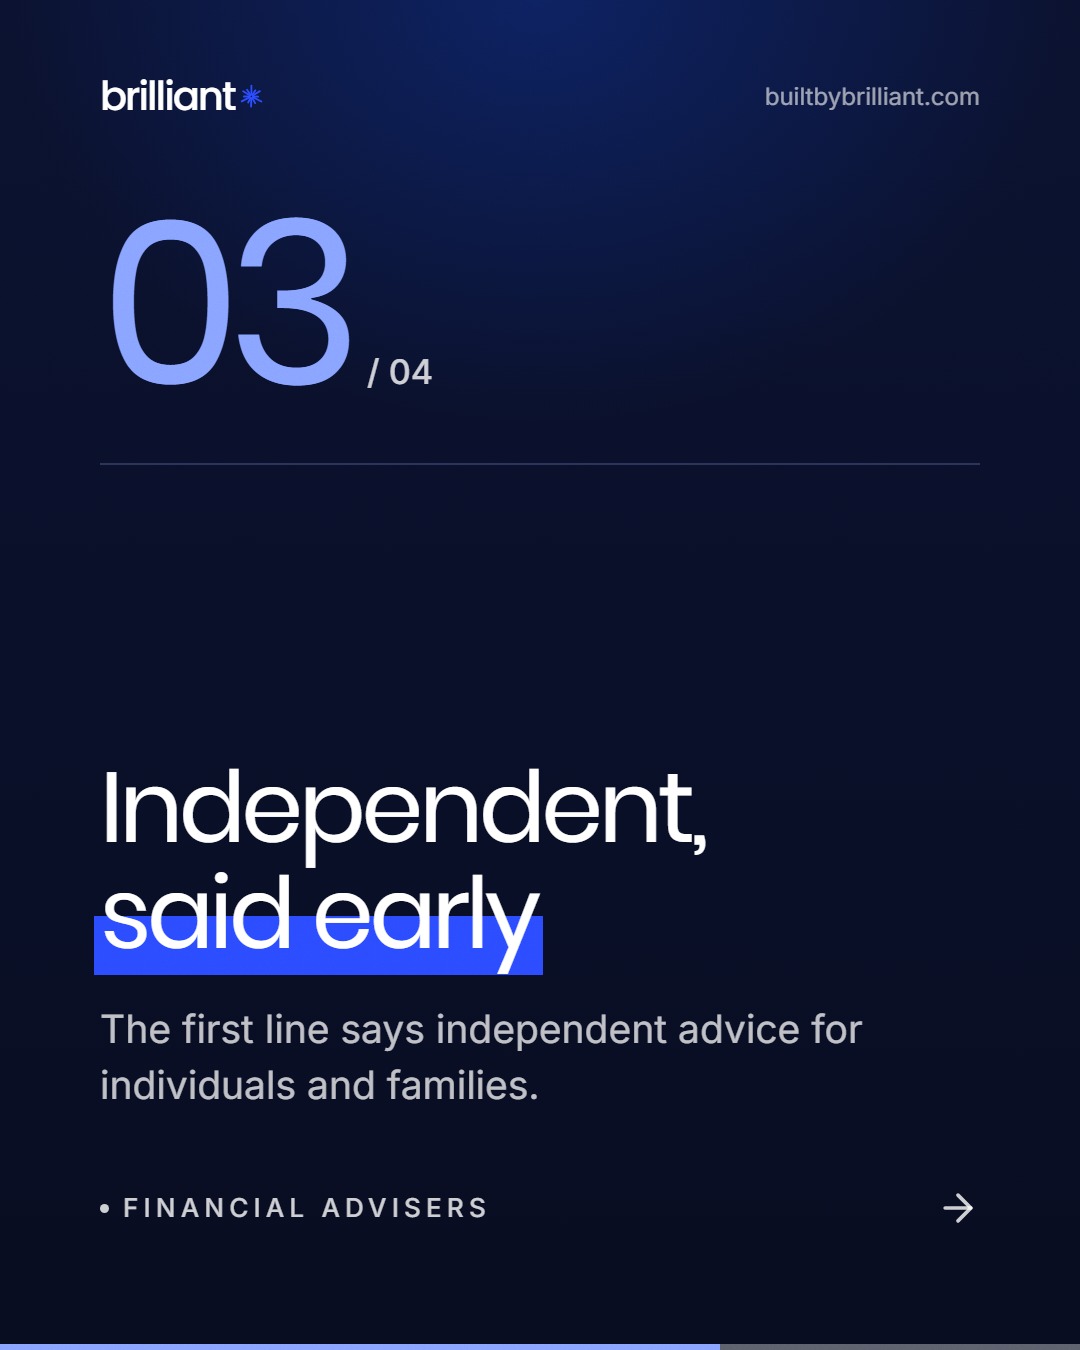 brilliant
builtbybrilliant.com
03 / 04
Independent,
said early
The first line says independent advice for
individuals and families.
• FINANCIAL ADVISERS